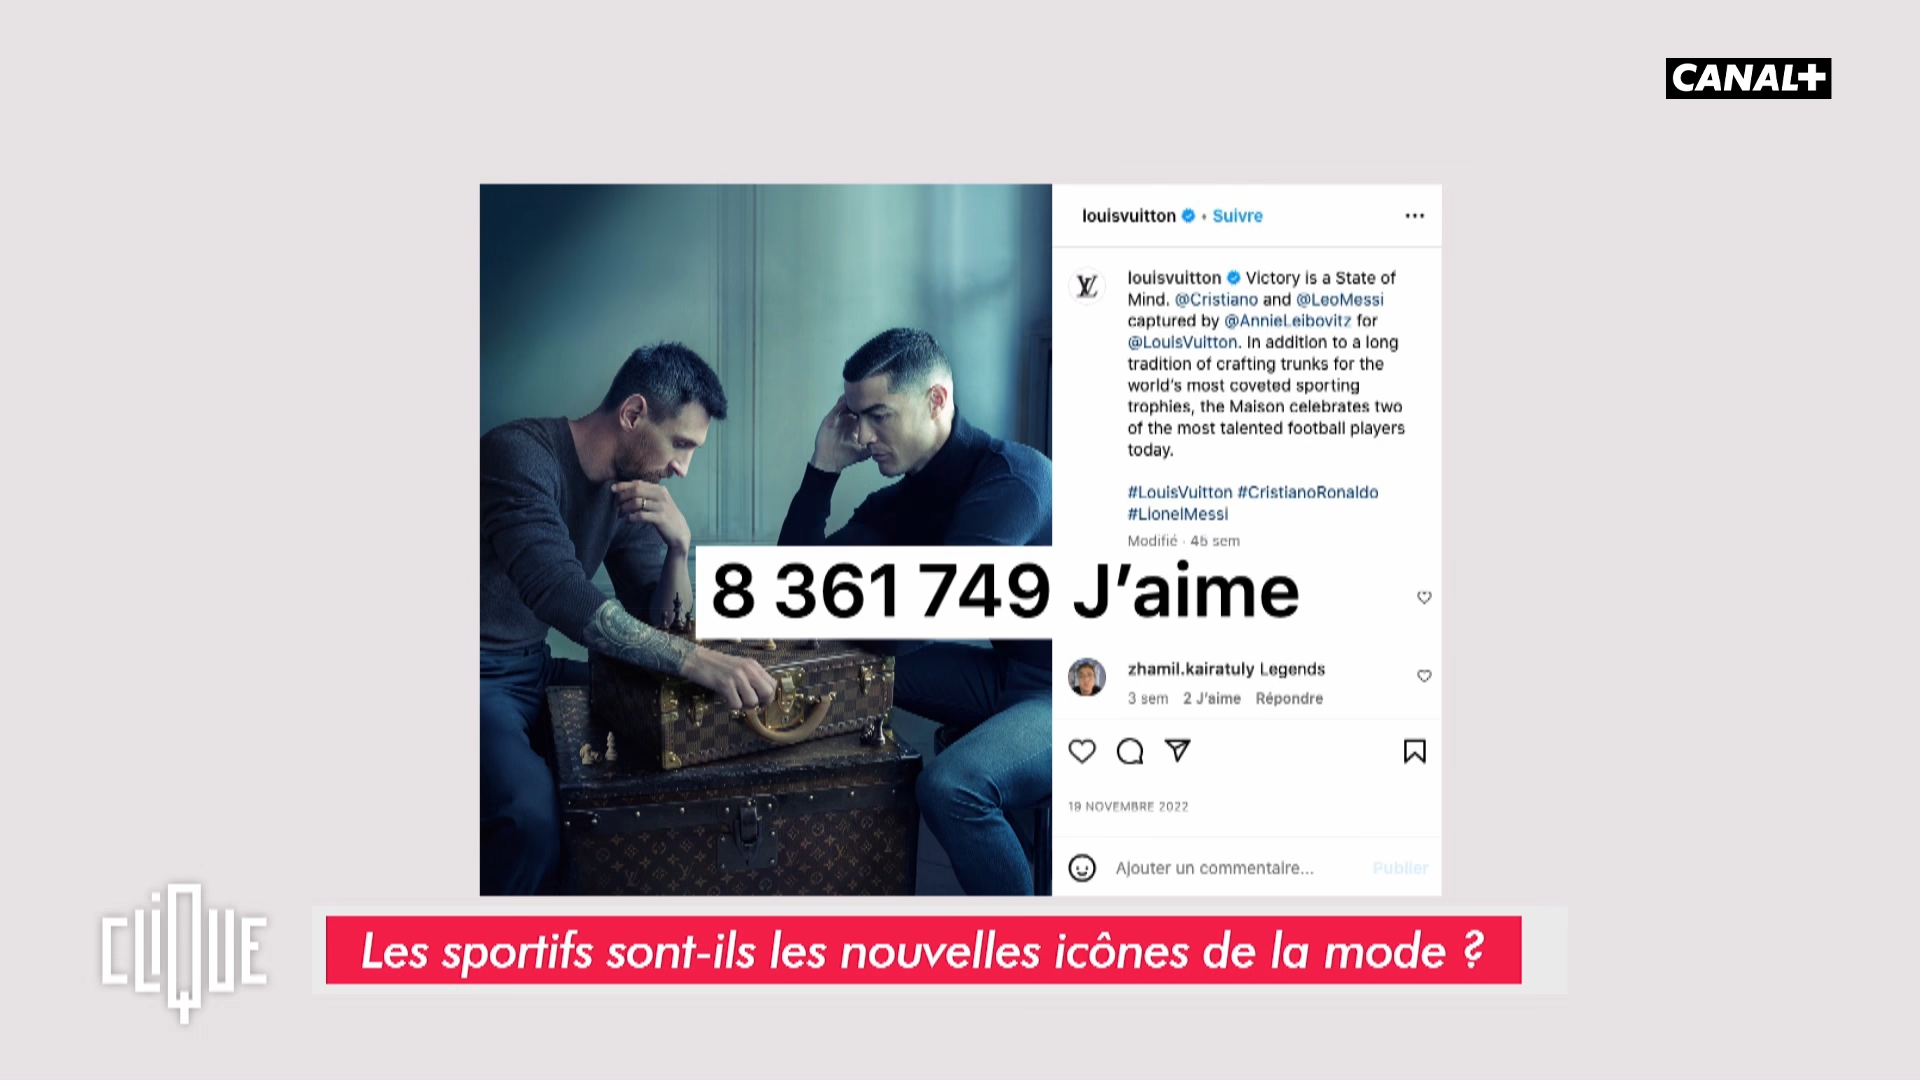 CANAL+
louisvuitton • Suivre
louisvuitton Victory is a State of
Mind. @Cristiano and @LeoMessi
captured by @AnnieLeibovitz for
@LouisVuitton. In addition to a long
tradition of crafting trunks for the
world's most coveted sporting
trophies, the Maison celebrates two
of the most talented football players
today.
#LouisVuitton #CristianoRonaldo
#LionelMessi
Modifié · 45 sem
8 361 749 J'aime
zhamil.kairatuly Legends
3 sem 2 J'aime Répondre
19 NOVEMBRE 2022
Ajouter un commentaire... Publier
CLIQUE
Les sportifs sont-ils les nouvelles icônes de la mode ?